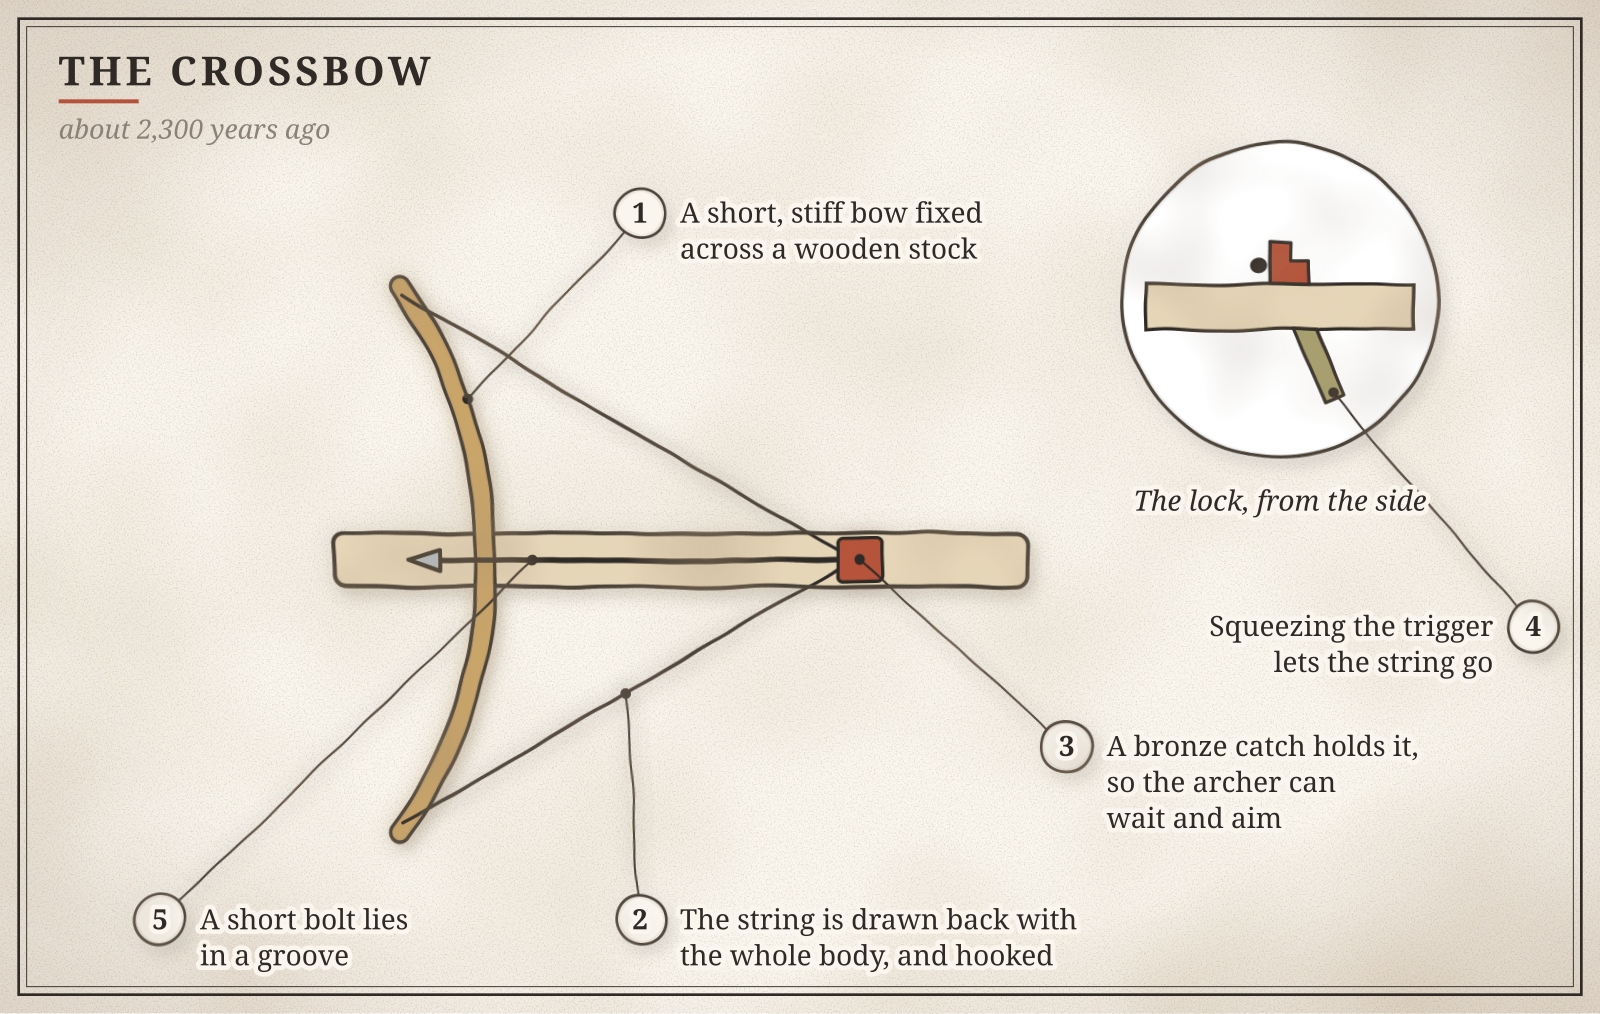 THE CROSSBOW
about 2,300 years ago
1 A short, stiff bow fixed
across a wooden stock
The lock, from the side
Squeezing the trigger 4
lets the string go
3 A bronze catch holds it,
so the archer can
wait and aim
5 A short bolt lies
in a groove
2 The string is drawn back with
the whole body, and hooked